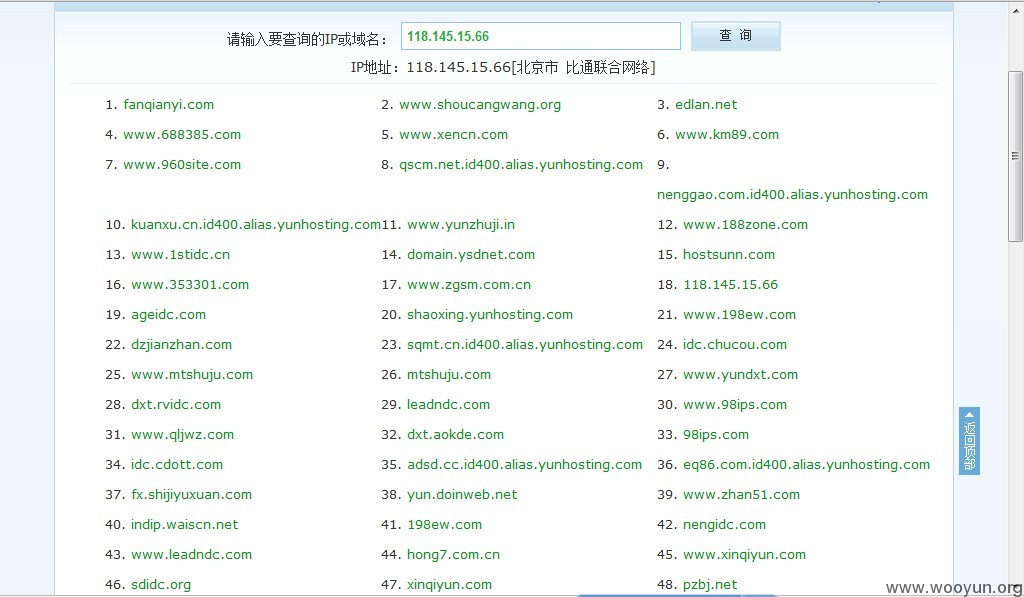 请输入要查询的IP或域名： 118.145.15.66 查 询
IP地址：118.145.15.66[北京市 比通联合网络]
1. fanqianyi.com 2. www.shoucangwang.org 3. edlan.net
4. www.688385.com 5. www.xencn.com 6. www.km89.com
7. www.960site.com 8. qscm.net.id400.alias.yunhosting.com 9.
nenggao.com.id400.alias.yunhosting.com
10. kuanxu.cn.id400.alias.yunhosting.com 11. www.yunzhuji.in 12. www.188zone.com
13. www.1stidc.cn 14. domain.ysdnet.com 15. hostsunn.com
16. www.353301.com 17. www.zgsm.com.cn 18. 118.145.15.66
19. ageidc.com 20. shaoxing.yunhosting.com 21. www.198ew.com
22. dzjianzhan.com 23. sqmt.cn.id400.alias.yunhosting.com 24. idc.chucou.com
25. www.mtshuju.com 26. mtshuju.com 27. www.yundxt.com
28. dxt.rvidc.com 29. leadndc.com 30. www.98ips.com
31. www.qljwz.com 32. dxt.aokde.com 33. 98ips.com
34. idc.cdott.com 35. adsd.cc.id400.alias.yunhosting.com 36. eq86.com.id400.alias.yunhosting.com
37. fx.shijiyuxuan.com 38. yun.doinweb.net 39. www.zhan51.com
40. indip.waiscn.net 41. 198ew.com 42. nengidc.com
43. www.leadndc.com 44. hong7.com.cn 45. www.xinqiyun.com
46. sdidc.org 47. xinqiyun.com 48. pzbj.net
返回顶部
www.wooyun.org